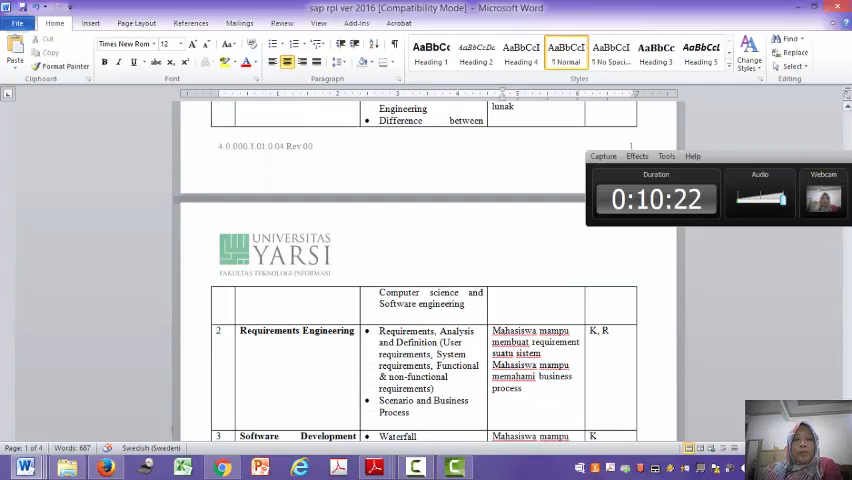 sap rpl ver 2016 [Compatibility Mode] - Microsoft Word
File Home Insert Page Layout References Mailings Review View Add-Ins Acrobat
Cut
Copy
Format Painter
Paste
Clipboard
Times New Rom 12
Font
Paragraph
AaBbCc AaBbCcDc AaBbCcI AaBbCcI AaBbCcI AaBbCc AaBbCcL
Heading 1 Heading 2 Heading 4 ¶ Normal ¶ No Spaci... Heading 3 Heading 5
Styles
Change
Styles
Find
Replace
Select
Editing
Engineering
Difference between
lunak
4.0.000.1.01.0.04 Rev 00
1
Capture Effects Tools Help
Duration
0:10:22
Audio
Webcam
UNIVERSITAS
YARSI
FAKULTAS TEKNOLOGI INFORMASI
Computer science and
Software engineering
2
Requirements Engineering
Requirements, Analysis
and Definition (User
requirements, System
requirements, Functional
& non-functional
requirements)
Scenario and Business
Process
Mahasiswa mampu
membuat requirement
suatu sistem
Mahasiswa mampu
memahami business
process
K, R
3
Software Development
Waterfall
Mahasiswa mampu
K
Page: 1 of 4 Words: 687 Swedish (Sweden)